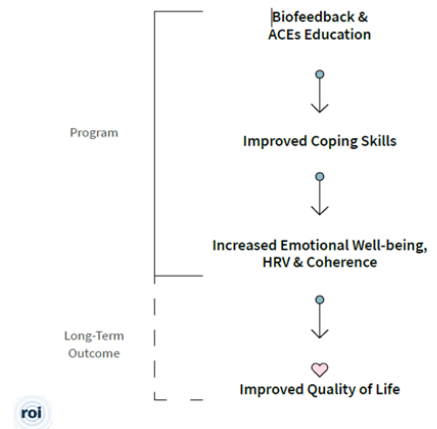 Biofeedback &
ACEs Education
Program
Improved Coping Skills
Increased Emotional Well-being,
HRV & Coherence
Long-Term
Outcome
Improved Quality of Life
roi